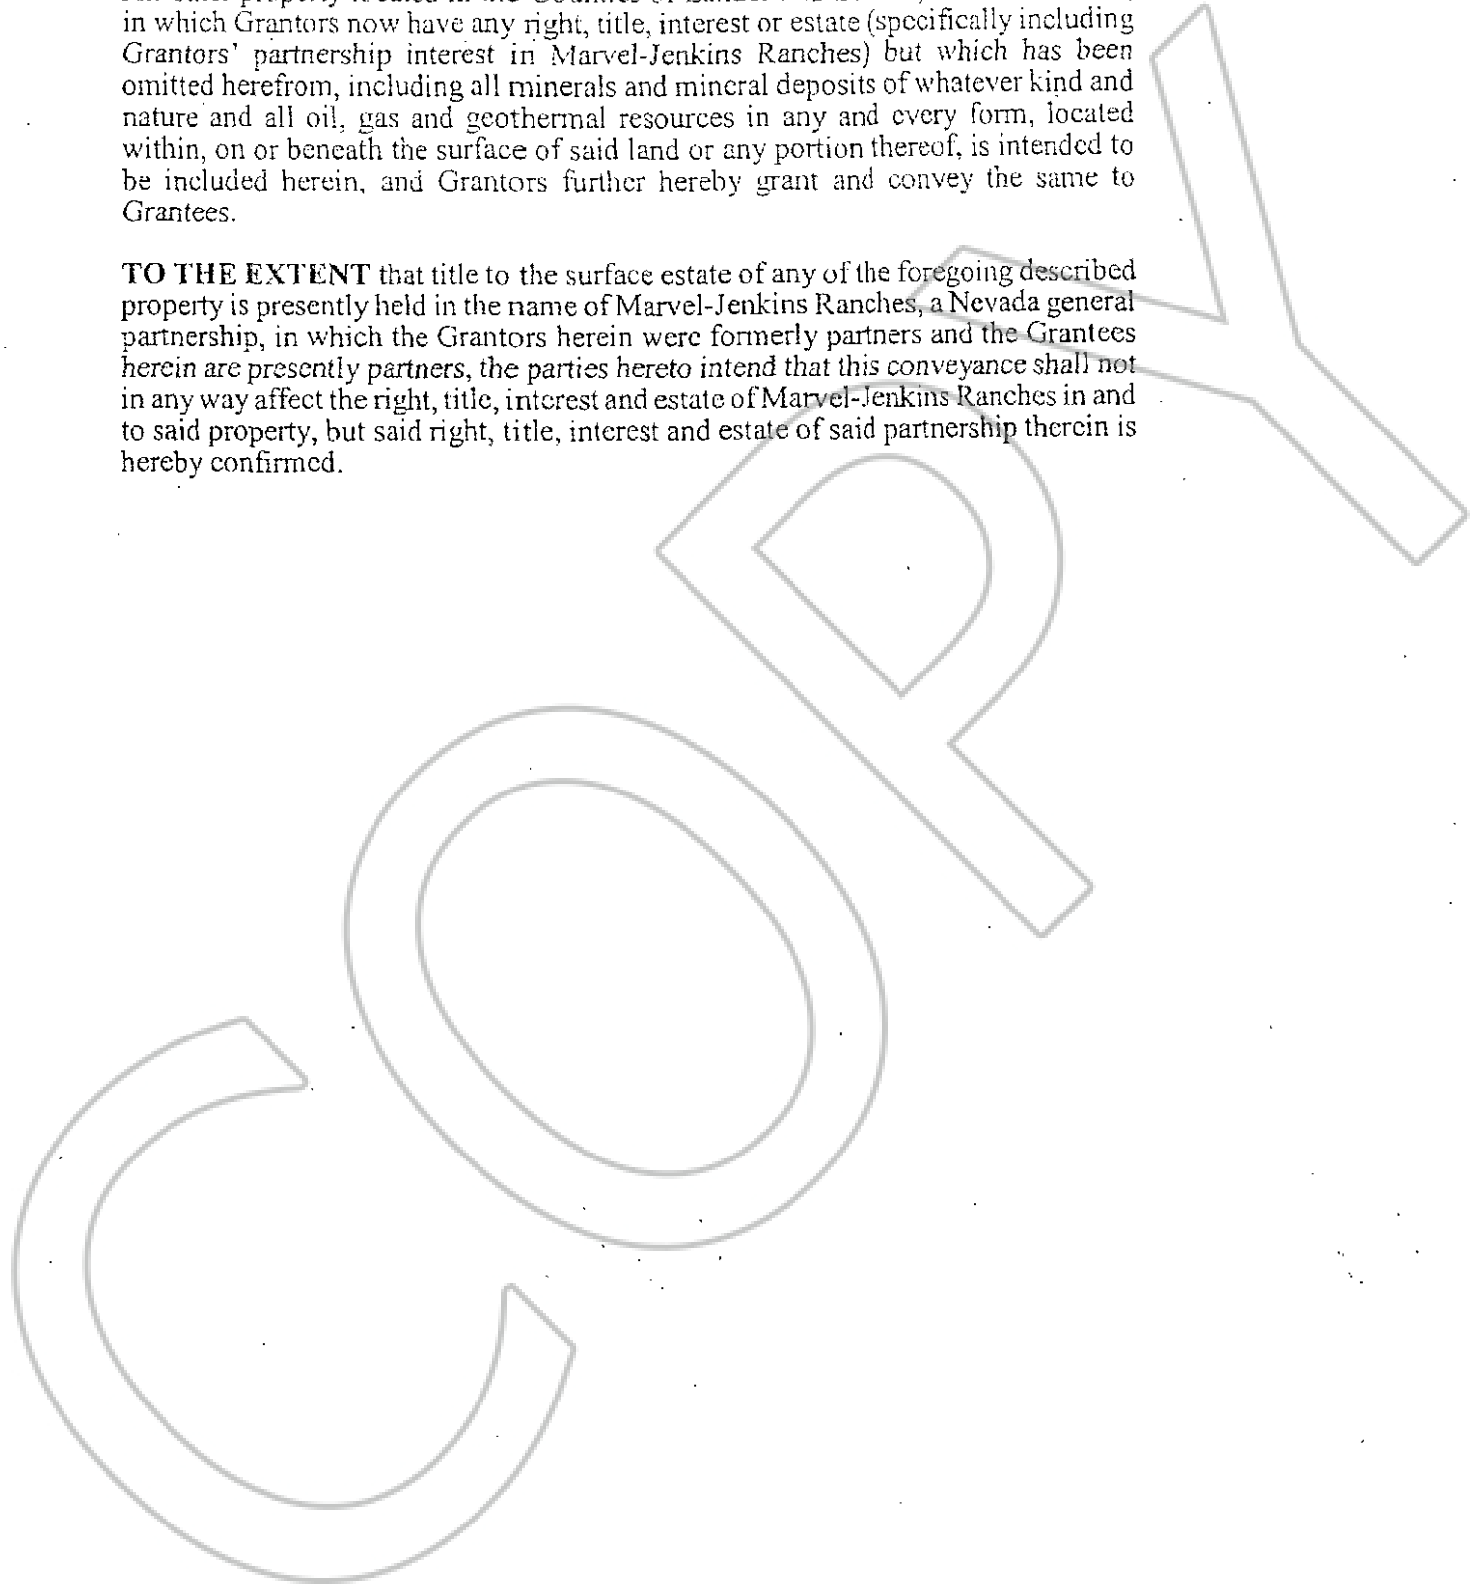 in which Grantors now have any right, title, interest or estate (specifically including
Grantors' partnership interest in Marvel-Jenkins Ranches) but which has been
omitted herefrom, including all minerals and mineral deposits of whatever kind and
nature and all oil, gas and geothermal resources in any and every form, located
within, on or beneath the surface of said land or any portion thereof, is intended to
be included herein, and Grantors further hereby grant and convey the same to
Grantees.
TO THE EXTENT that title to the surface estate of any of the foregoing described
property is presently held in the name of Marvel-Jenkins Ranches, a Nevada general
partnership, in which the Grantors herein were formerly partners and the Grantees
herein are presently partners, the parties hereto intend that this conveyance shall not
in any way affect the right, title, interest and estate of Marvel-Jenkins Ranches in and
to said property, but said right, title, interest and estate of said partnership therein is
hereby confirmed.
COPY